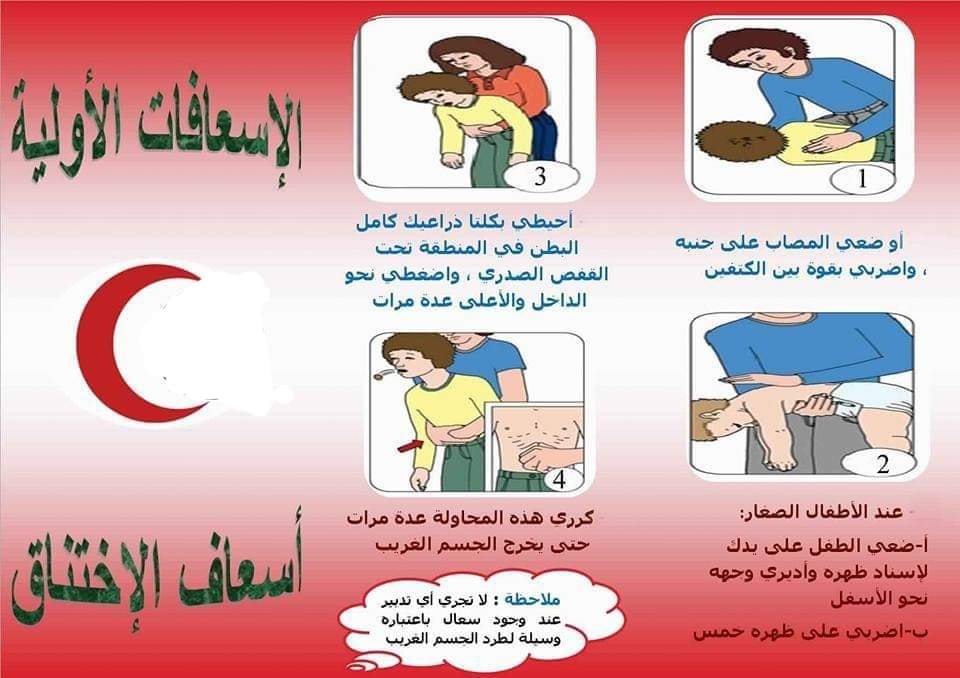 الإسعافات الأولية
أسعاف الإختناق
1
أو ضعي المصاب على جنبه
، واضربي بقوة بين الكتفين
2
- عند الأطفال الصغار:
أ-ضعي الطفل على يدك
لإسناد ظهره وأديري وجهه
نحو الأسفل
ب-اضربي على ظهره خمس
3
- أحيطي بكلتا ذراعيك كامل
البطن في المنطقة تحت
القفص الصدري ، واضغطي نحو
الداخل والأعلى عدة مرات
4
- كرري هذه المحاولة عدة مرات
حتى يخرج الجسم الغريب
ملاحظة : لا تجري أي تدبير
عند وجود سعال باعتباره
وسيلة لطرد الجسم الغريب